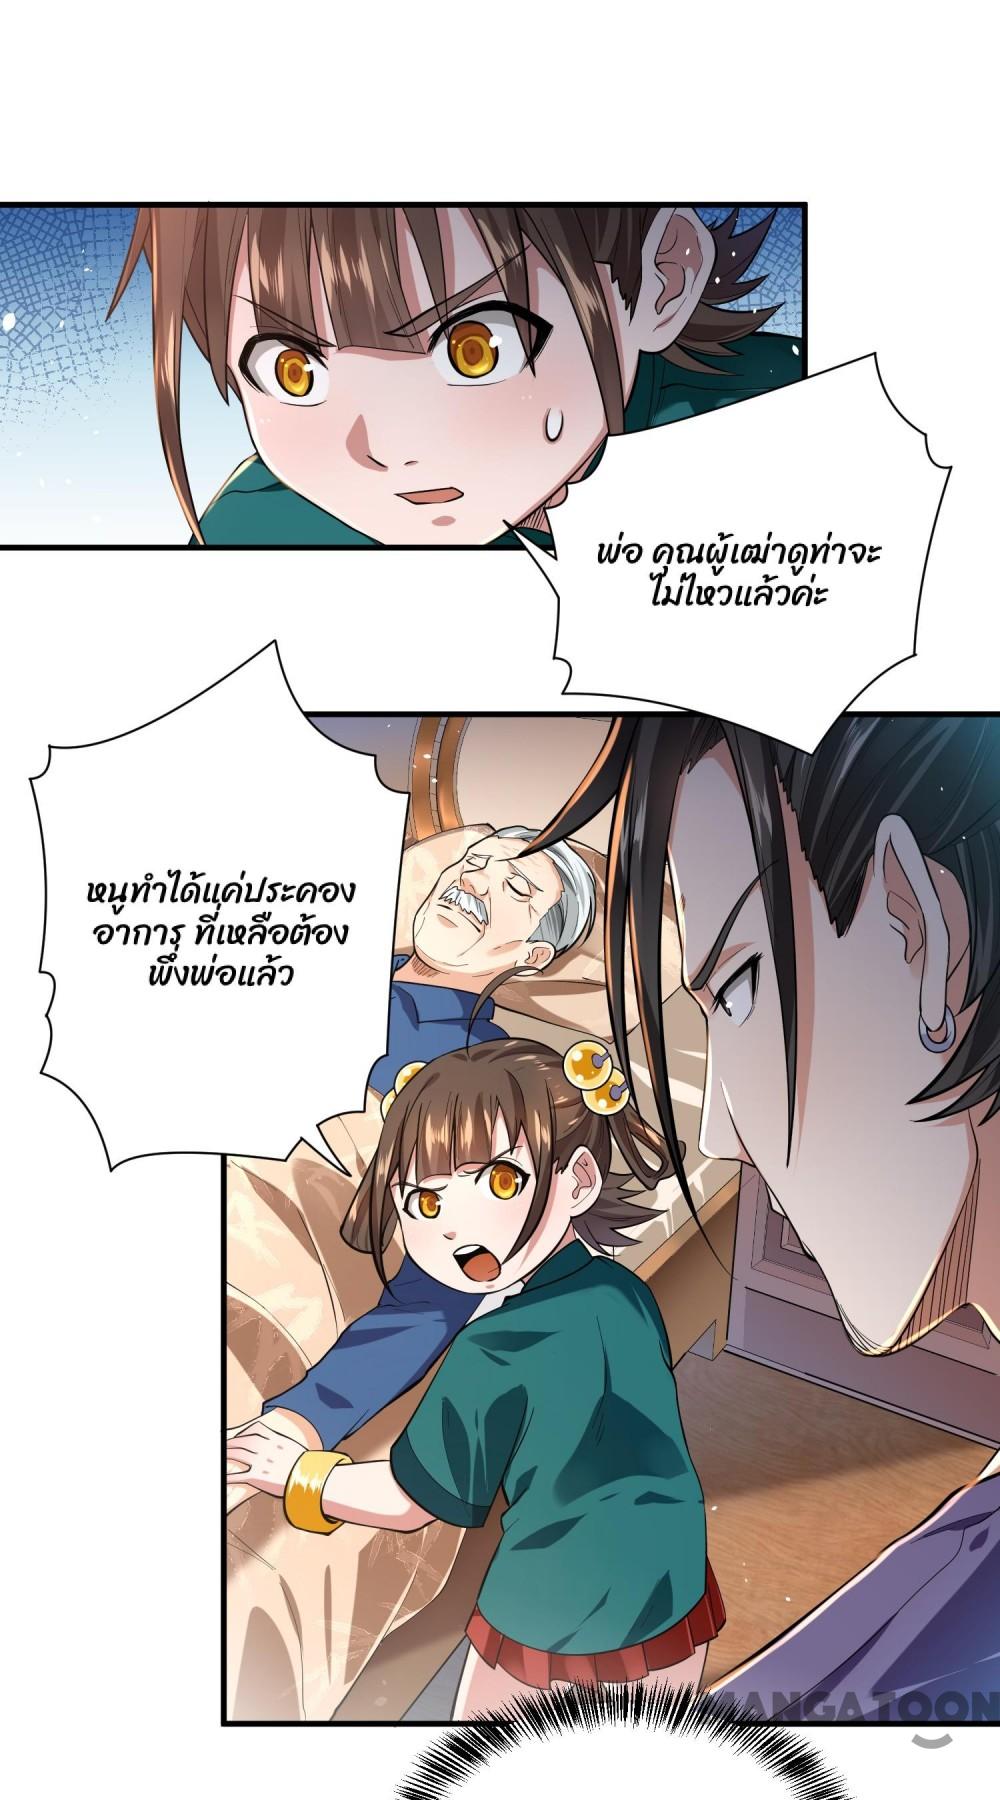 พ่อ คุณผู้เฒ่าดูท่าจะ
ไม่ไหวแล้วค่ะ
หนูทำได้แค่ประคอง
อาการ ที่เหลือต้อง
พึ่งพ่อแล้ว
MANGATOON